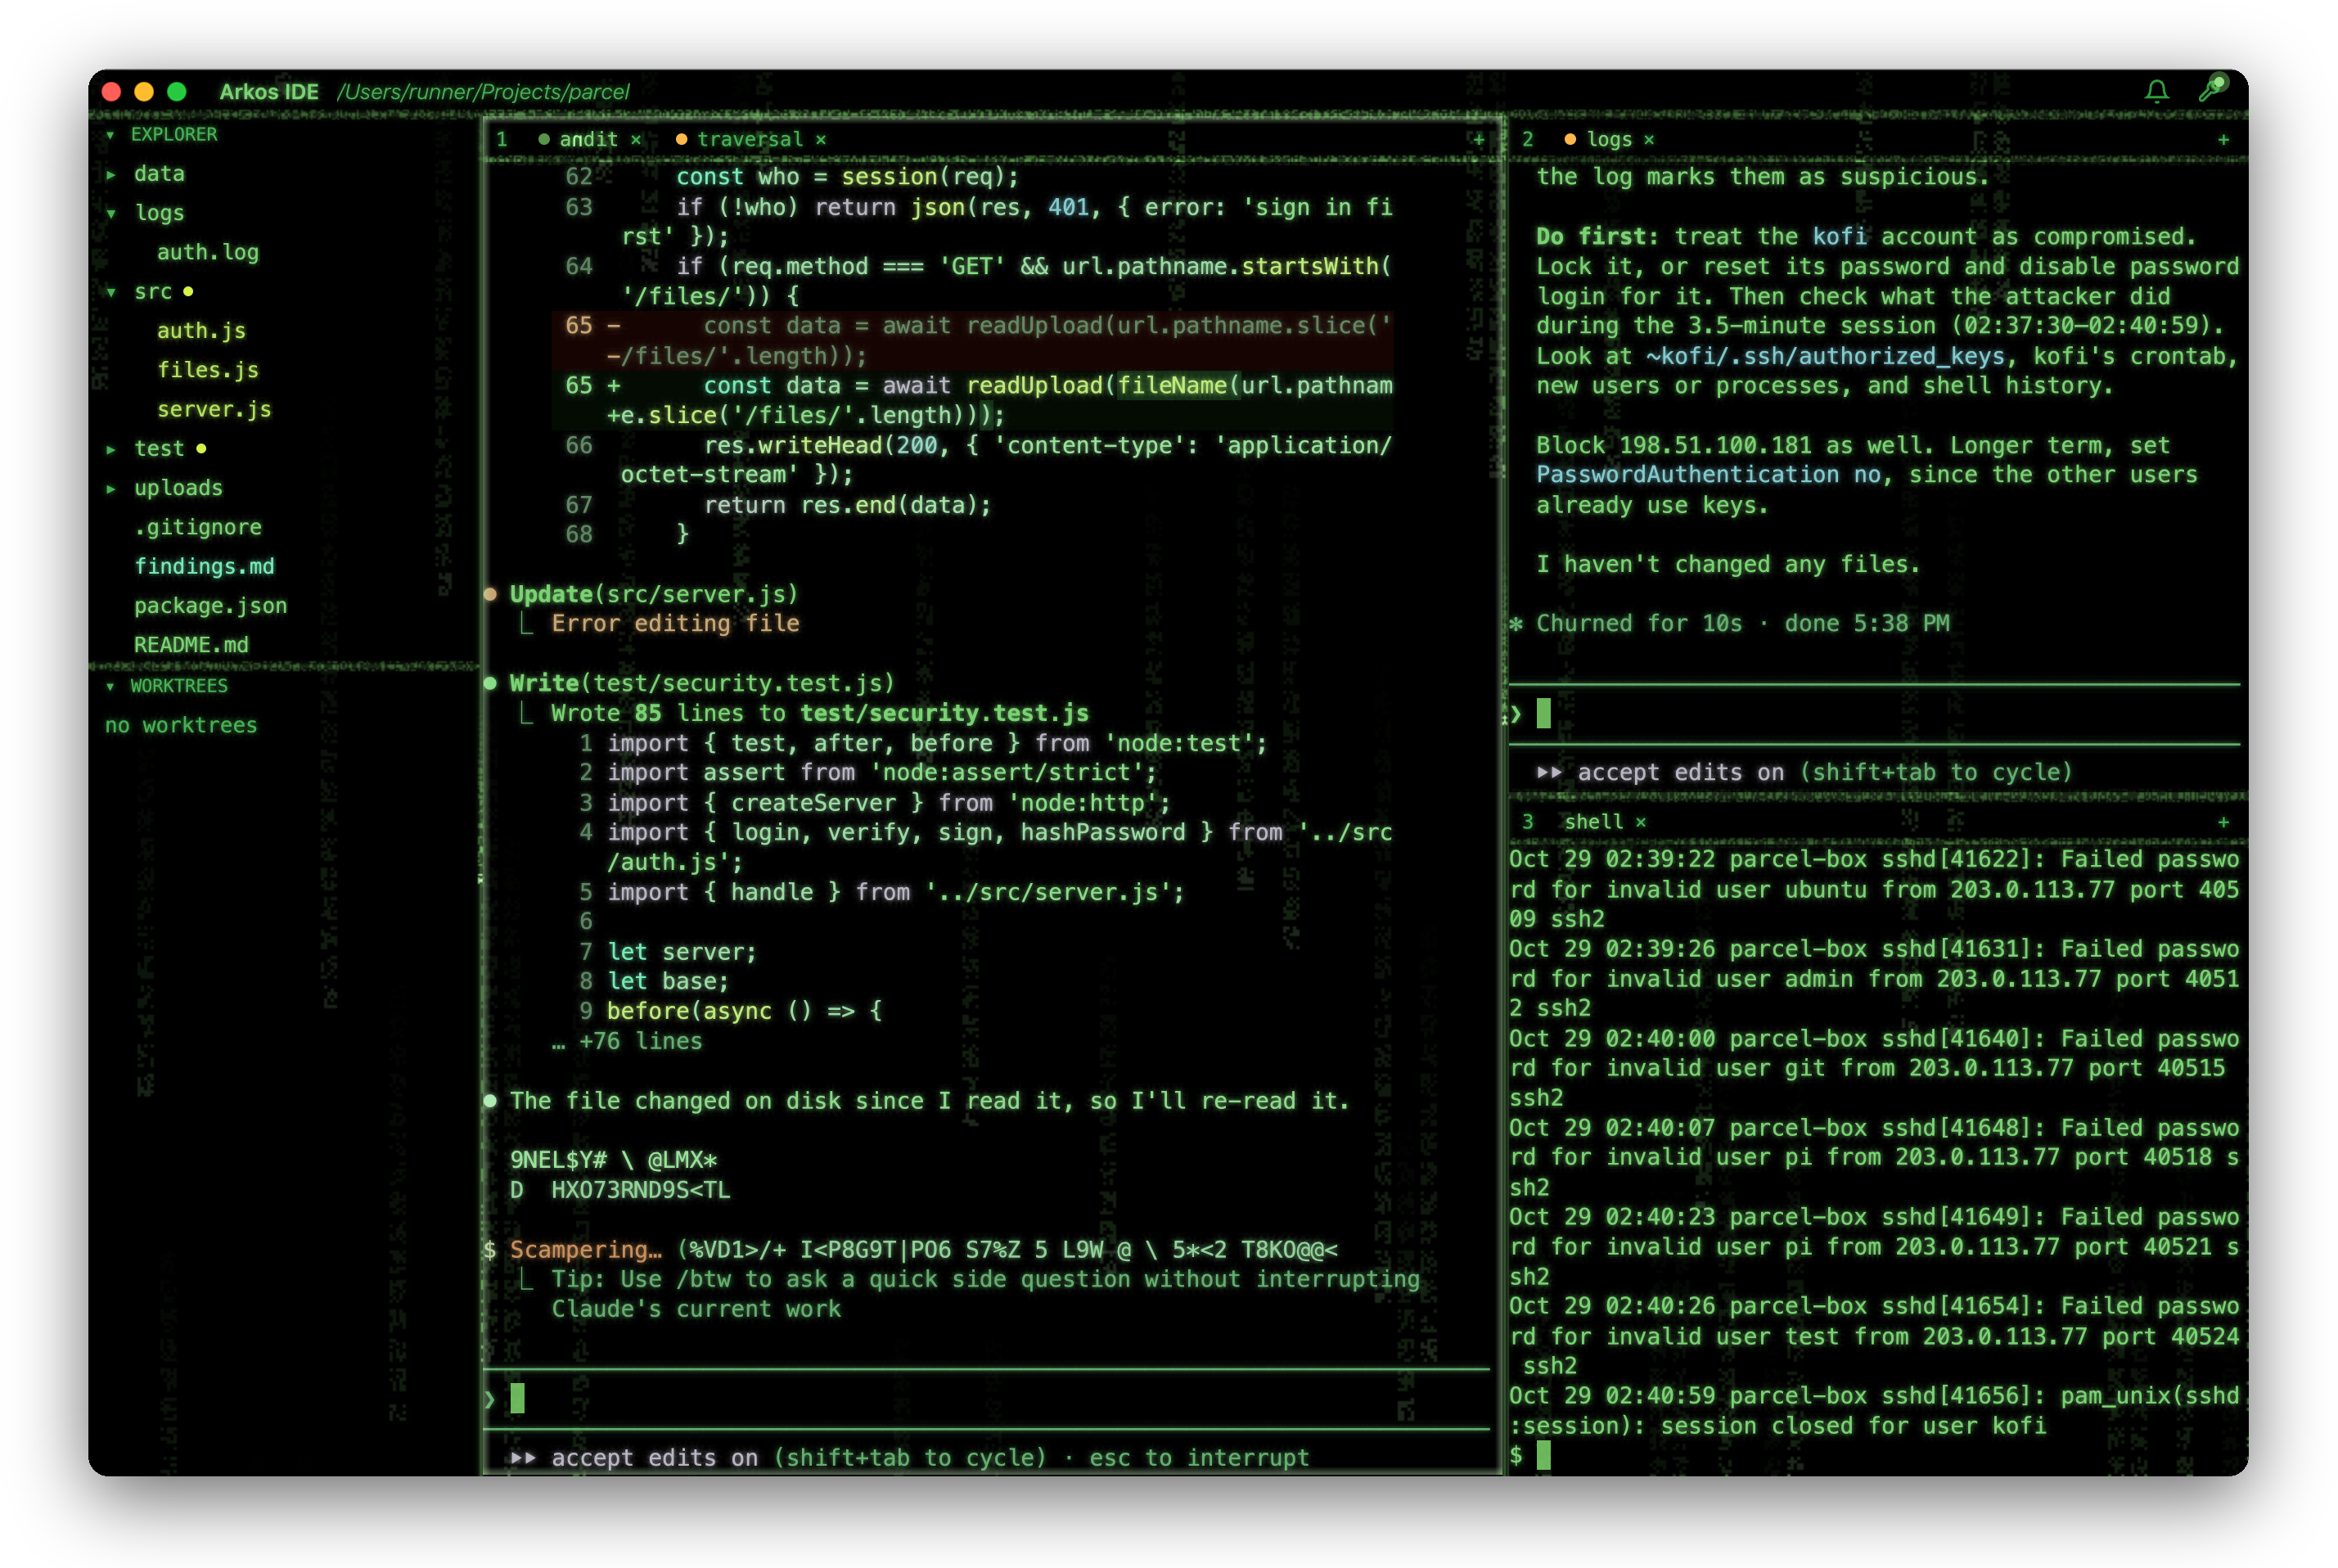 Arkos IDE /Users/runner/Projects/parcel
EXPLORER
data
logs
auth.log
src
auth.js
files.js
server.js
test
uploads
.gitignore
findings.md
package.json
README.md
WORKTREES
no worktrees
1 audit × traversal × +
62 const who = session(req);
63 if (!who) return json(res, 401, { error: 'sign in fi
rst' });
64 if (req.method === 'GET' && url.pathname.startsWith(
'/files/')) {
65 - const data = await readUpload(url.pathname.slice('
-/files/'.length));
65 + const data = await readUpload(fileName(url.pathnam
+e.slice('/files/'.length)));
66 res.writeHead(200, { 'content-type': 'application/
octet-stream' });
67 return res.end(data);
68 }
Update(src/server.js)
Error editing file
Write(test/security.test.js)
Wrote 85 lines to test/security.test.js
1 import { test, after, before } from 'node:test';
2 import assert from 'node:assert/strict';
3 import { createServer } from 'node:http';
4 import { login, verify, sign, hashPassword } from '../src
/auth.js';
5 import { handle } from '../src/server.js';
6
7 let server;
8 let base;
9 before(async () => {
… +76 lines
The file changed on disk since I read it, so I'll re-read it.
9NEL$Y# \ @LMX*
D HXO73RND9S<TL
$ Scampering… (%VD1>/+ I<P8G9T|PO6 S7%Z 5 L9W @ \ 5*<2 T8KO@@<
Tip: Use /btw to ask a quick side question without interrupting
Claude's current work
❯
▶▶ accept edits on (shift+tab to cycle) · esc to interrupt
2 logs × +
the log marks them as suspicious.
Do first: treat the kofi account as compromised.
Lock it, or reset its password and disable password
login for it. Then check what the attacker did
during the 3.5-minute session (02:37:30–02:40:59).
Look at ~kofi/.ssh/authorized_keys, kofi's crontab,
new users or processes, and shell history.
Block 198.51.100.181 as well. Longer term, set
PasswordAuthentication no, since the other users
already use keys.
I haven't changed any files.
✻ Churned for 10s · done 5:38 PM
❯
▶▶ accept edits on (shift+tab to cycle)
3 shell × +
Oct 29 02:39:22 parcel-box sshd[41622]: Failed passwo
rd for invalid user ubuntu from 203.0.113.77 port 405
09 ssh2
Oct 29 02:39:26 parcel-box sshd[41631]: Failed passwo
rd for invalid user admin from 203.0.113.77 port 4051
2 ssh2
Oct 29 02:40:00 parcel-box sshd[41640]: Failed passwo
rd for invalid user git from 203.0.113.77 port 40515
ssh2
Oct 29 02:40:07 parcel-box sshd[41648]: Failed passwo
rd for invalid user pi from 203.0.113.77 port 40518 s
sh2
Oct 29 02:40:23 parcel-box sshd[41649]: Failed passwo
rd for invalid user pi from 203.0.113.77 port 40521 s
sh2
Oct 29 02:40:26 parcel-box sshd[41654]: Failed passwo
rd for invalid user test from 203.0.113.77 port 40524
ssh2
Oct 29 02:40:59 parcel-box sshd[41656]: pam_unix(sshd
:session): session closed for user kofi
$